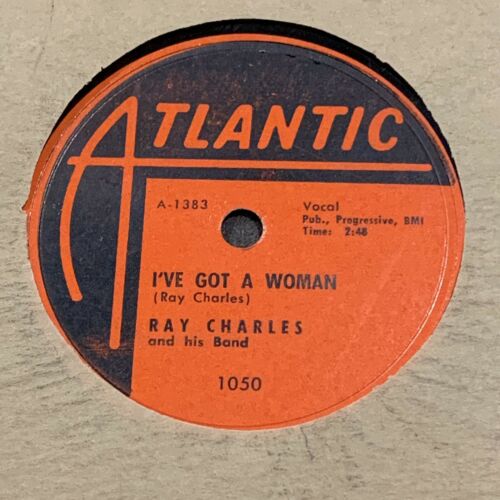 ATLANTIC
A-1383
Vocal
Pub., Progressive, BMI
Time: 2:48
I'VE GOT A WOMAN
(Ray Charles)
RAY CHARLES
and his Band
1050